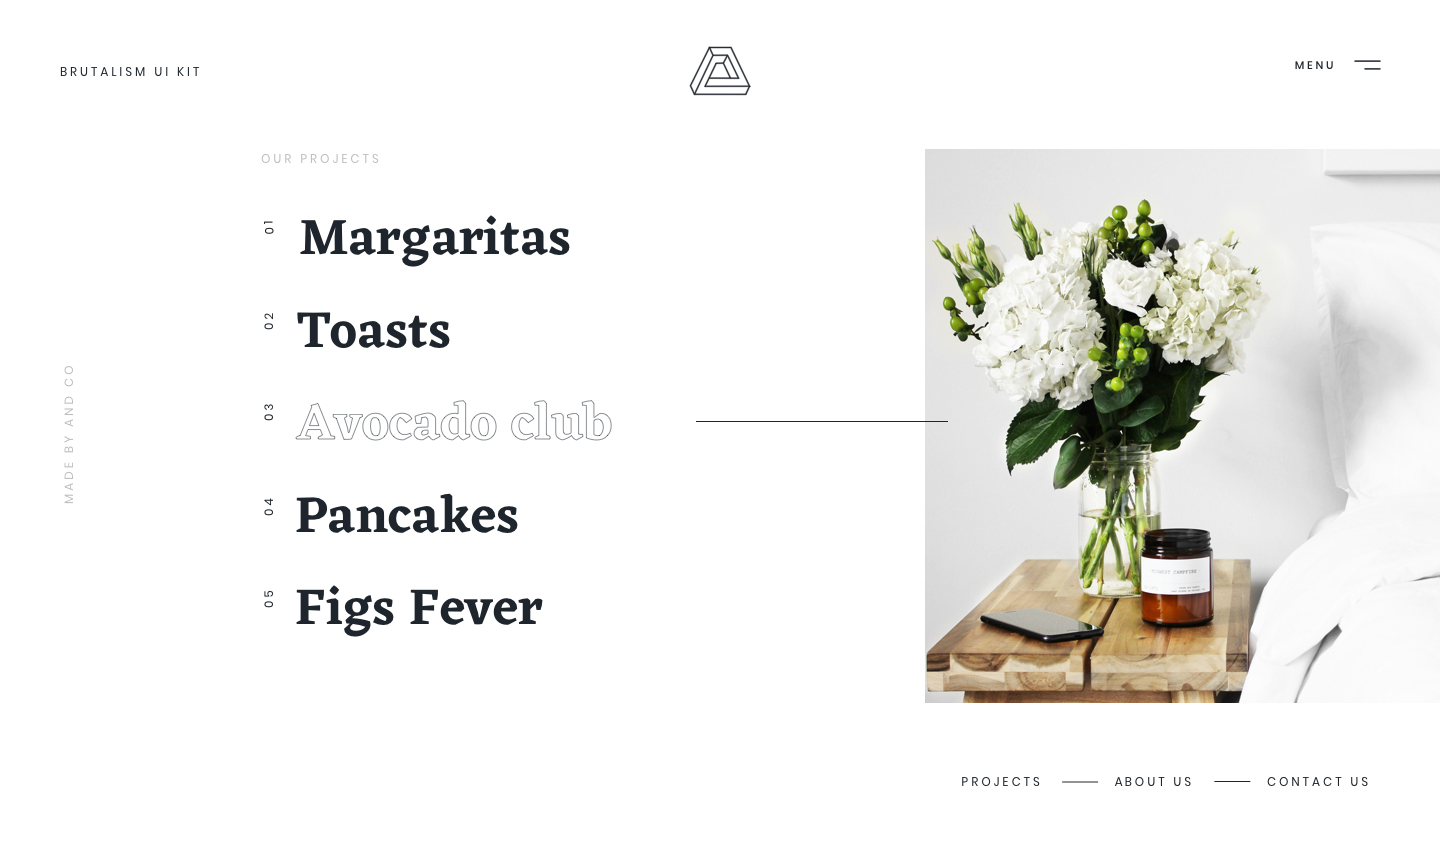 BRUTALISM UI KIT
MENU
OUR PROJECTS
01
Margaritas
02
Toasts
03
Avocado club
04
Pancakes
05
Figs Fever
MADE BY AND CO
PROJECTS
ABOUT US
CONTACT US